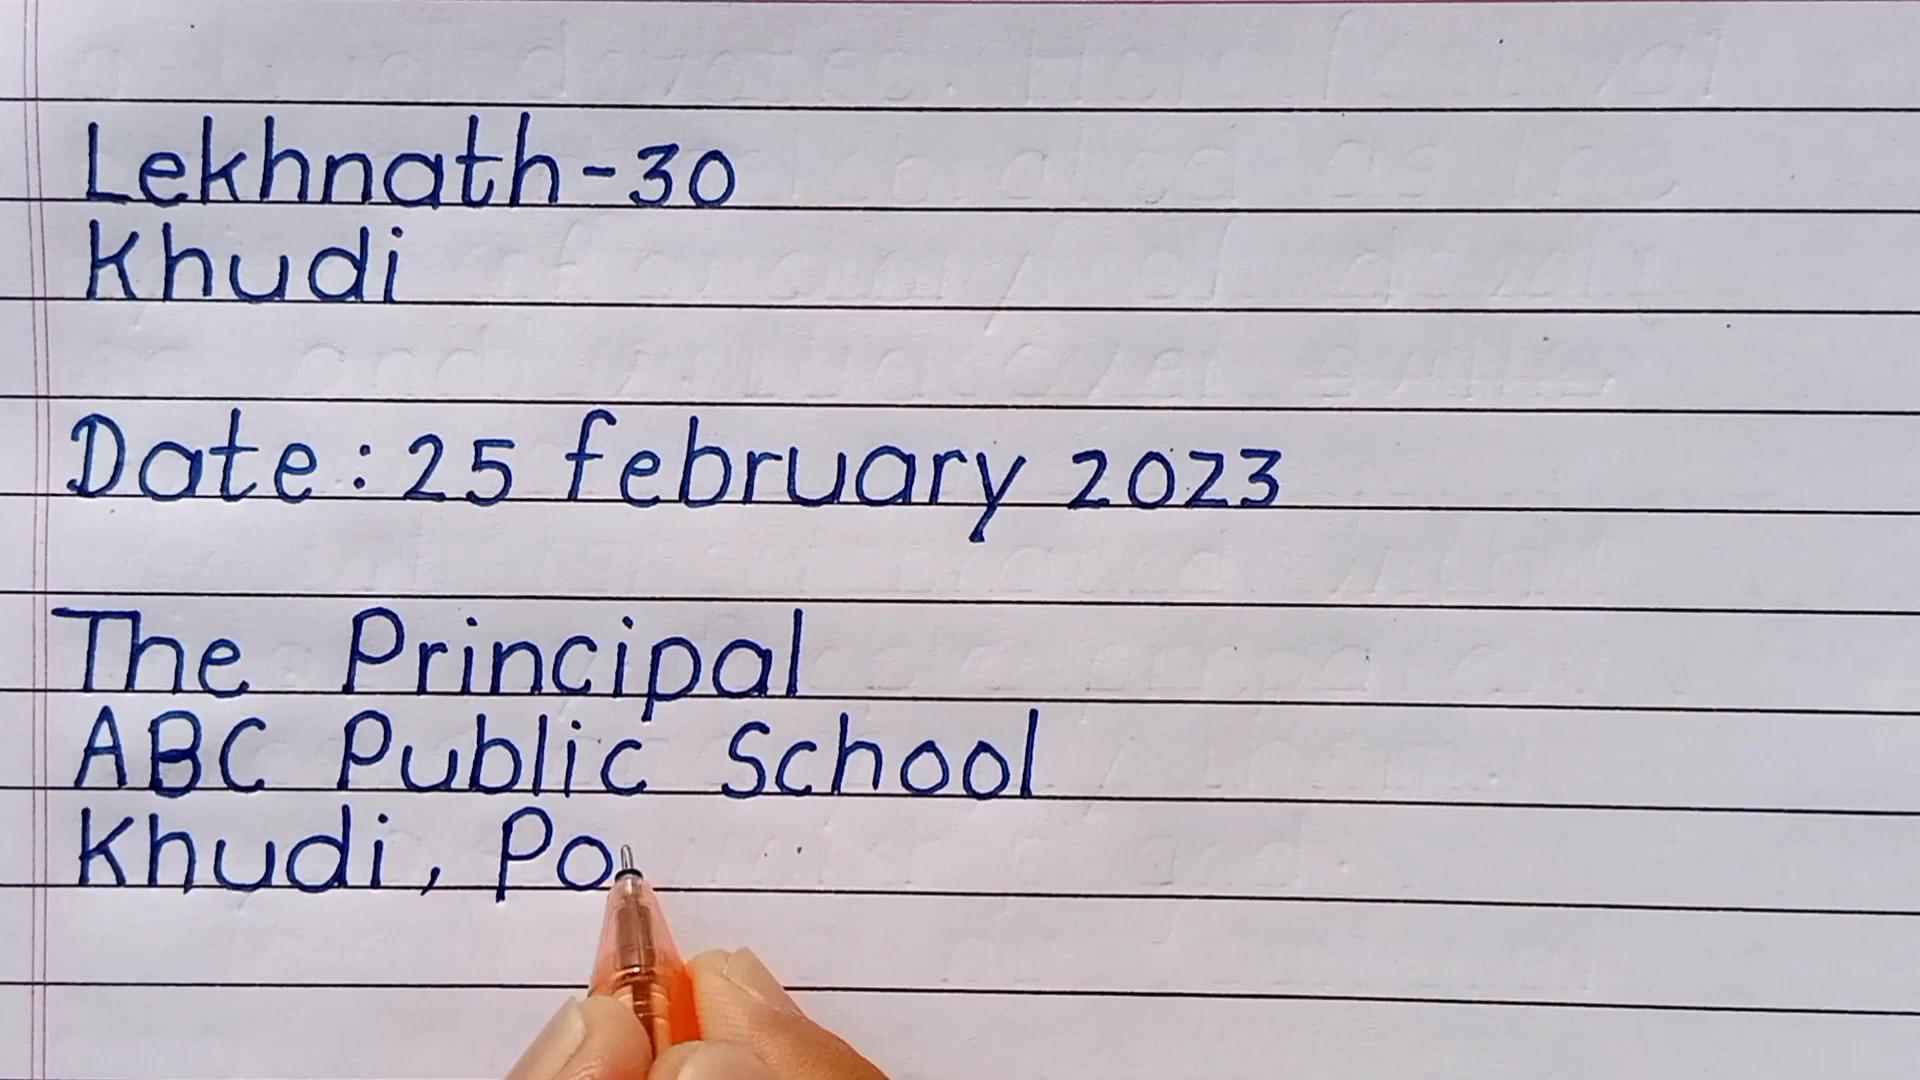 Lekhnath-30
Khudi
Date: 25 february 2023
The Principal
ABC Public School
Khudi, Po